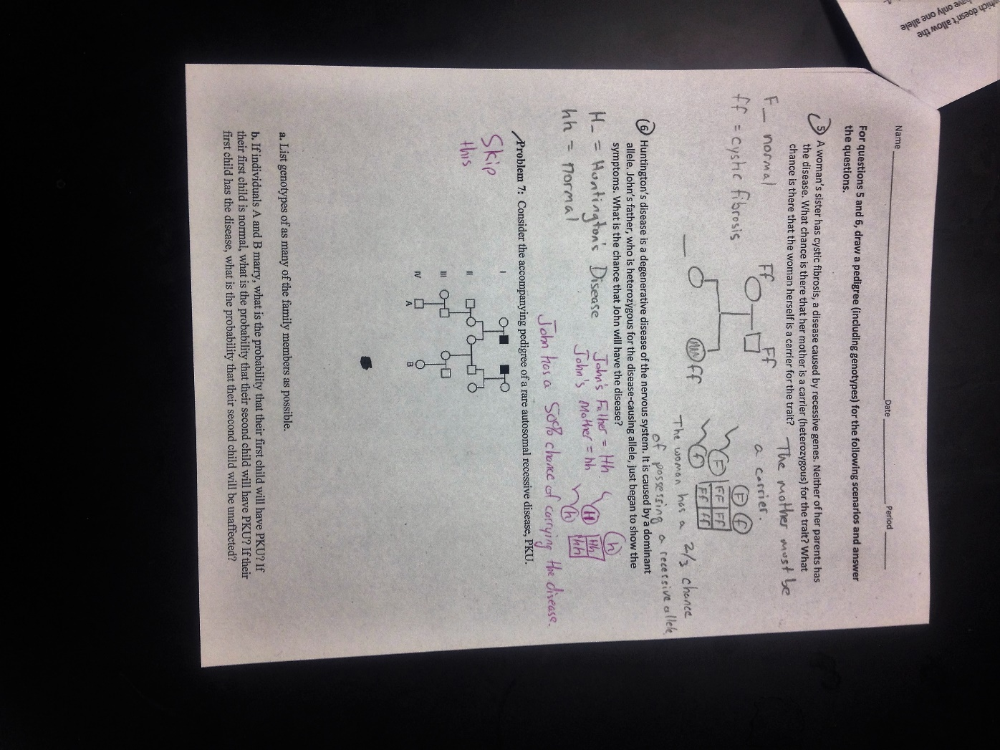 Name Date Period
For questions 5 and 6, draw a pedigree (including genotypes) for the following scenarios and answer
the questions.
5 A woman's sister has cystic fibrosis, a disease caused by recessive genes. Neither of her parents has
the disease. What chance is there that her mother is a carrier (heterozygous) for the trait? What
chance is there that the woman herself is a carrier for the trait?
The mother must be
a carrier.
F_ normal
ff = cystic fibrosis
Ff Ff
ff
F f
F FF Ff
f Ff ff
The woman has a 2/3 chance
of possessing a recessive allele
6 Huntington's disease is a degenerative disease of the nervous system. It is caused by a dominant
allele. John's father, who is heterozygous for the disease-causing allele, just began to show the
symptoms. What is the chance that John will have the disease?
H_ = Huntington's Disease
hh = normal
John's Father = Hh
John's Mother = hh
h
H Hh
h hh
John has a 50% chance of carrying the disease.
Problem 7: Consider the accompanying pedigree of a rare autosomal recessive disease, PKU.
Skip
this
I
II
III
IV
A B
a. List genotypes of as many of the family members as possible.
b. If individuals A and B marry, what is the probability that their first child will have PKU? If
their first child is normal, what is the probability that their second child will have PKU? If their
first child has the disease, what is the probability that their second child will be unaffected?
which doesn't allow the
have only one allele